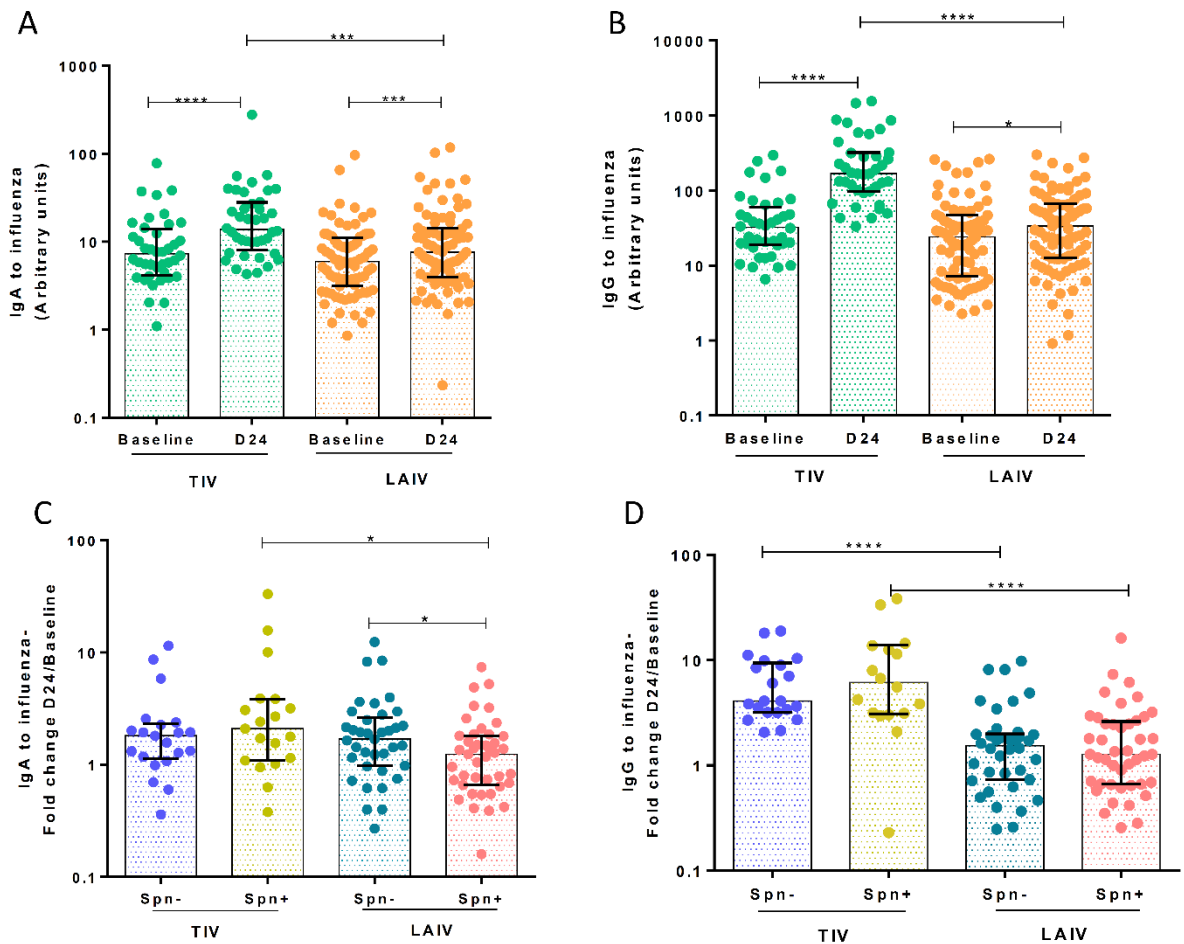 A
***
****
***
1000
100
10
1
0.1
IgA to influenza
(Arbitrary units)
Baseline
D24
Baseline
D24
TIV
LAIV
B
****
****
*
10000
1000
100
10
1
0.1
IgG to influenza
(Arbitrary units)
Baseline
D24
Baseline
D24
TIV
LAIV
C
*
*
100
10
1
0.1
IgA to influenza-
Fold change D24/Baseline
Spn-
Spn+
Spn-
Spn+
TIV
LAIV
D
****
****
100
10
1
0.1
IgG to influenza-
Fold change D24/Baseline
Spn-
Spn+
Spn-
Spn+
TIV
LAIV